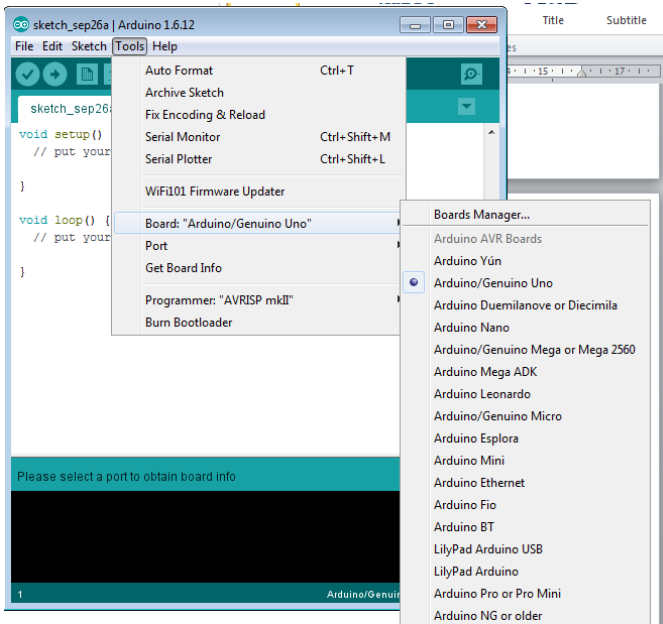 Title Subtitle
sketch_sep26a | Arduino 1.6.12
File Edit Sketch Tools Help
15 17
sketch_sep26a
void setup()
// put your
}
void loop() {
// put your
}
Auto Format Ctrl+T
Archive Sketch
Fix Encoding & Reload
Serial Monitor Ctrl+Shift+M
Serial Plotter Ctrl+Shift+L
WiFi101 Firmware Updater
Board: "Arduino/Genuino Uno"
Port
Get Board Info
Programmer: "AVRISP mkII"
Burn Bootloader
Boards Manager...
Arduino AVR Boards
Arduino Yún
Arduino/Genuino Uno
Arduino Duemilanove or Diecimila
Arduino Nano
Arduino/Genuino Mega or Mega 2560
Arduino Mega ADK
Arduino Leonardo
Arduino/Genuino Micro
Arduino Esplora
Arduino Mini
Arduino Ethernet
Arduino Fio
Arduino BT
LilyPad Arduino USB
LilyPad Arduino
Arduino Pro or Pro Mini
Arduino NG or older
Please select a port to obtain board info
1 Arduino/Genuin